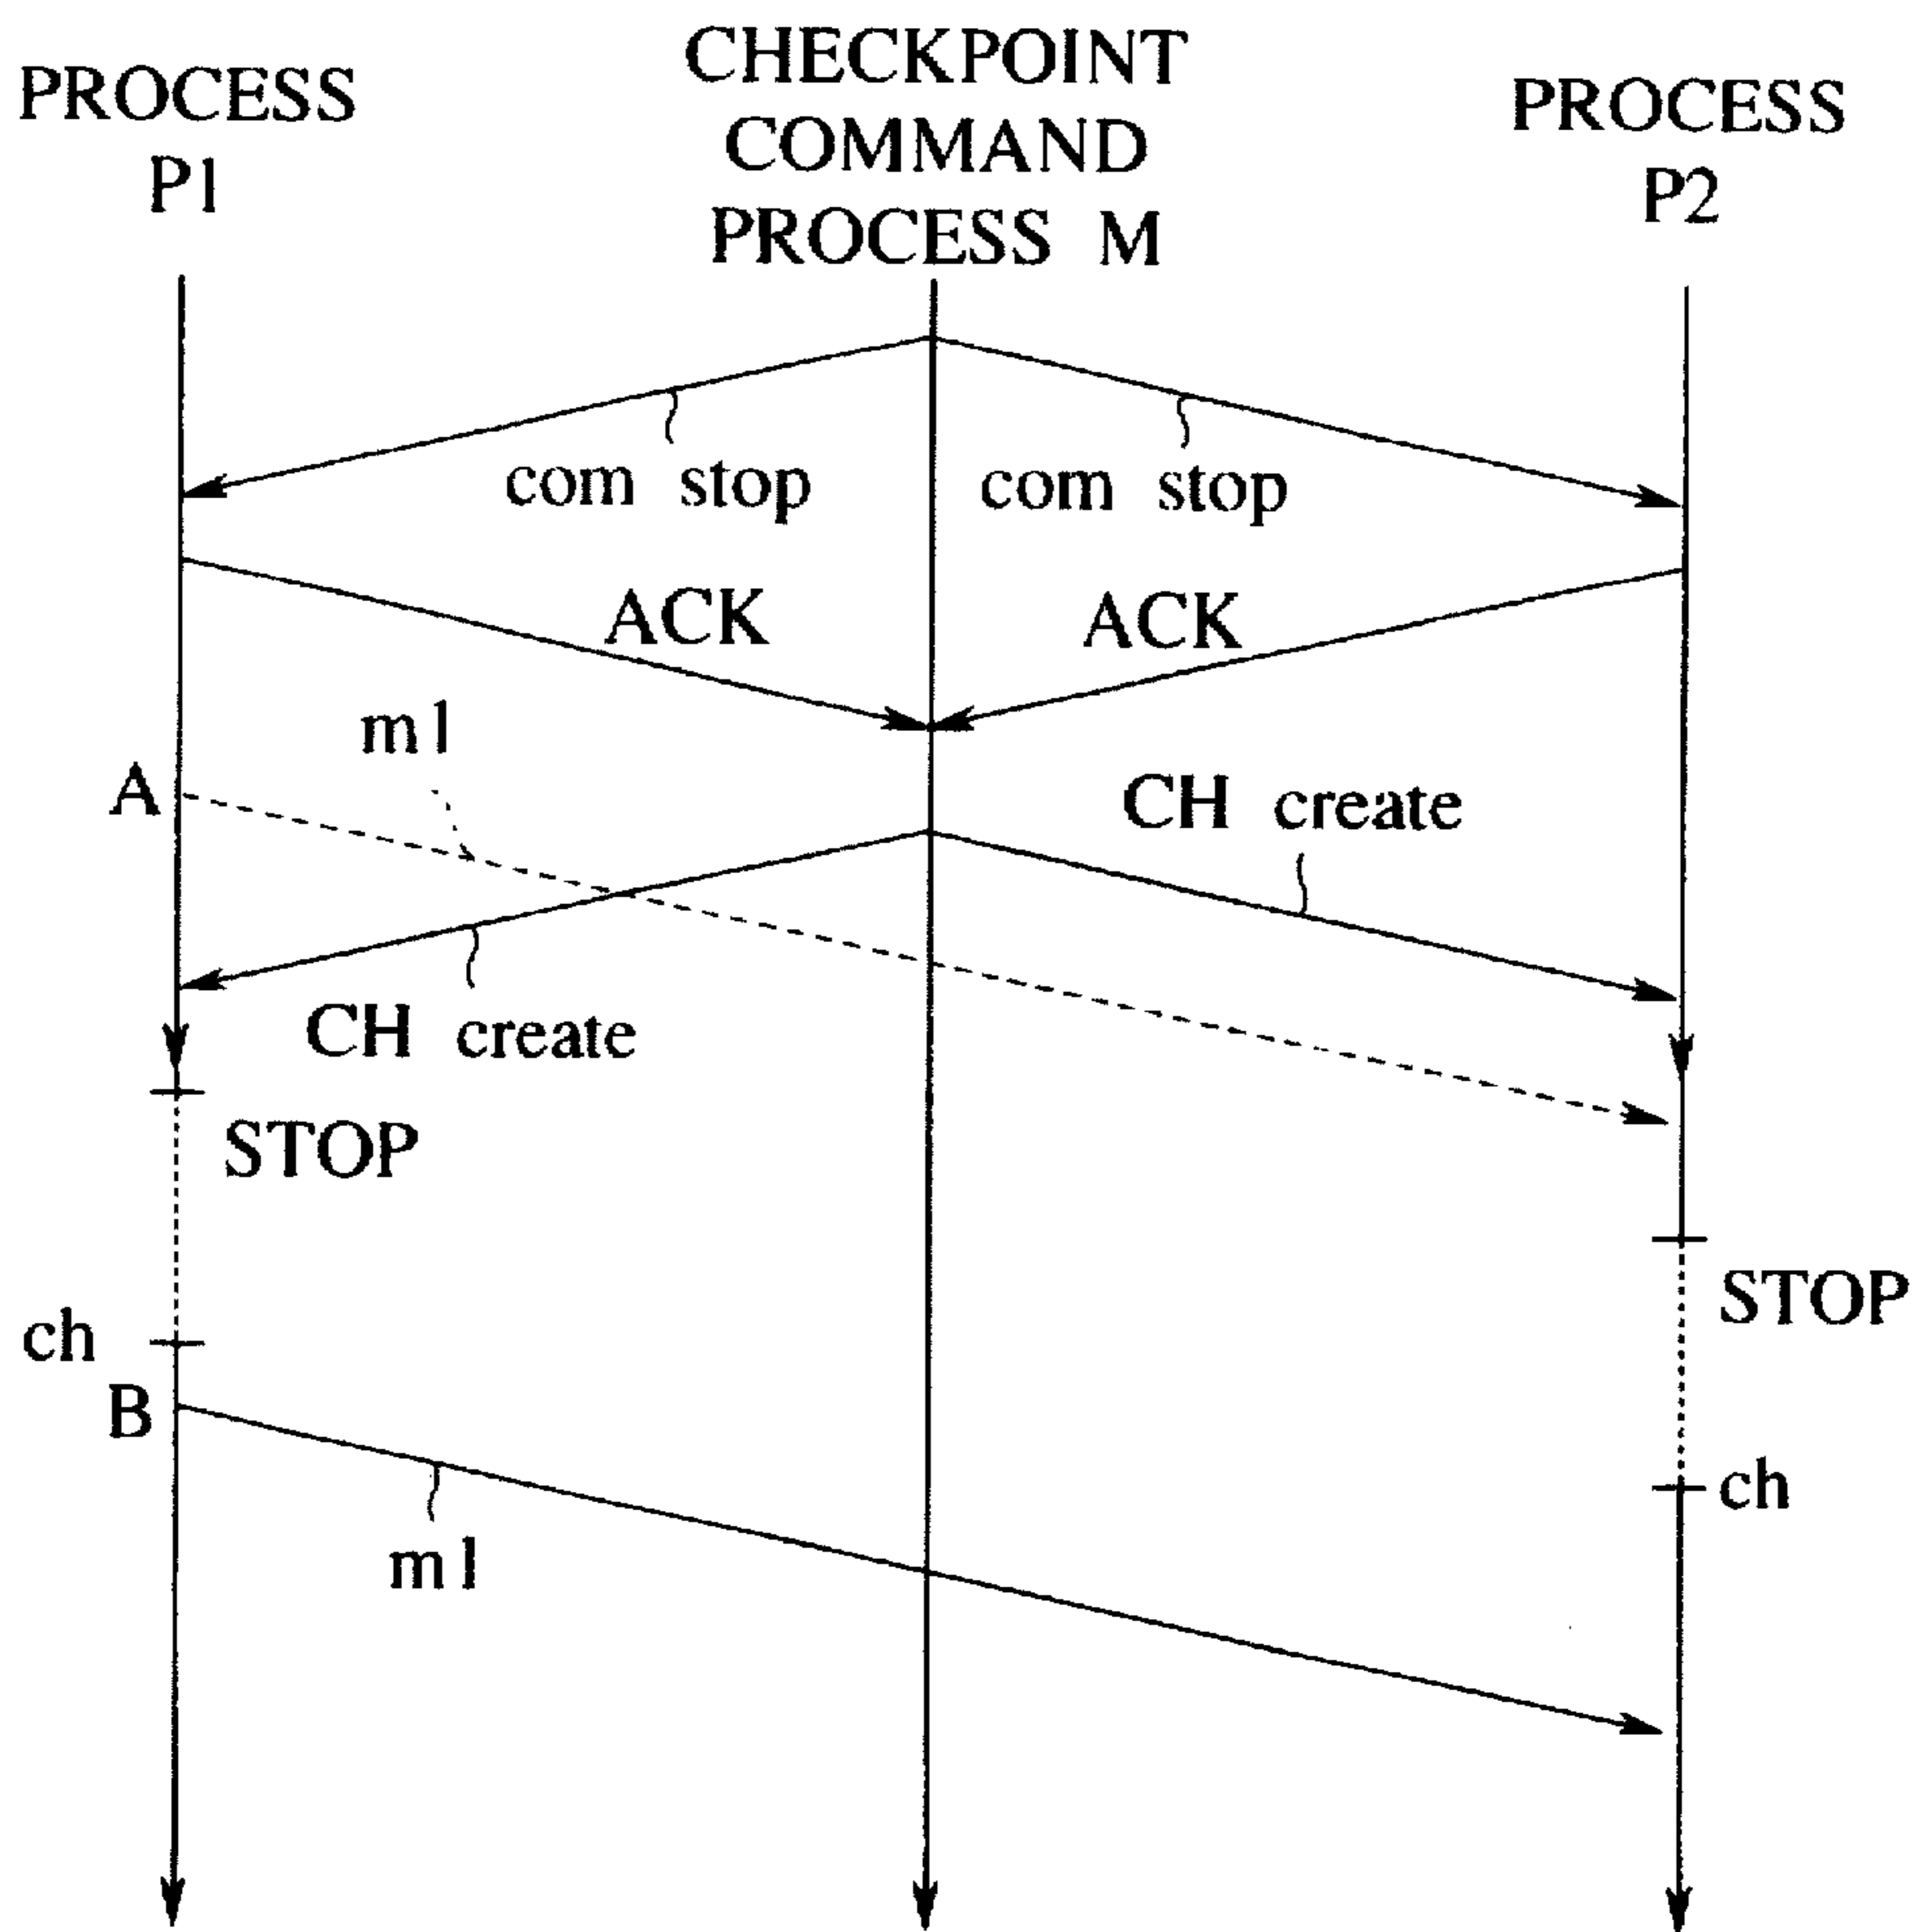 PROCESS
P1
CHECKPOINT
COMMAND
PROCESS M
PROCESS
P2
com stop
com stop
ACK
ACK
m1
A
CH create
CH create
STOP
STOP
ch
B
ch
m1